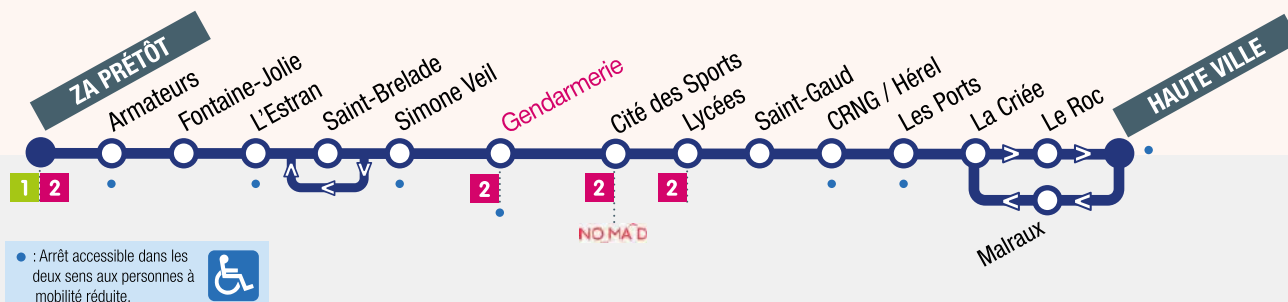 ZA PRÉTÔT
Armateurs
Fontaine-Jolie
L'Estran
Saint-Brelade
Simone Veil
Gendarmerie
Cité des Sports
Lycées
Saint-Gaud
CRNG / Hérel
Les Ports
La Criée
Le Roc
HAUTE VILLE
1 2
2
2
2
NOMAD
Malraux
: Arrêt accessible dans les
deux sens aux personnes à
mobilité réduite.